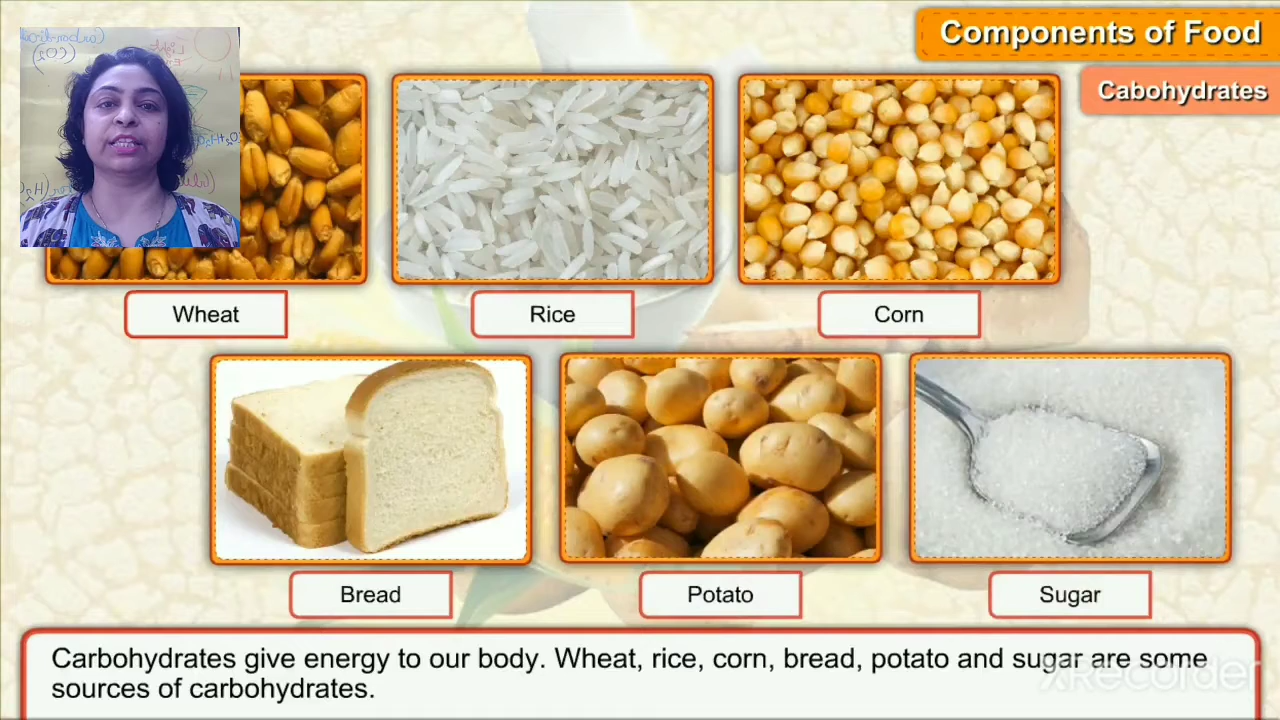 Components of Food
Cabohydrates
Wheat
Rice
Corn
Bread
Potato
Sugar
Carbohydrates give energy to our body. Wheat, rice, corn, bread, potato and sugar are some
sources of carbohydrates.
XRecorder